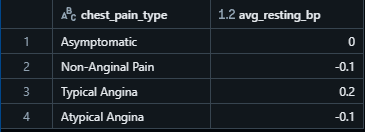 ABC chest_pain_type 1.2 avg_resting_bp
1 Asymptomatic 0
2 Non-Anginal Pain -0.1
3 Typical Angina 0.2
4 Atypical Angina -0.1